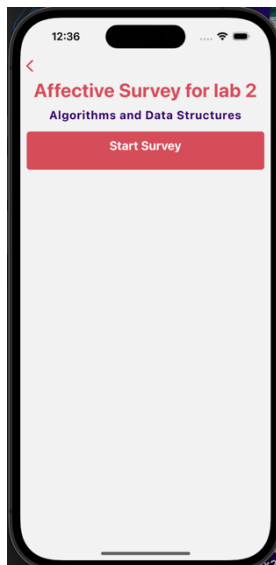 12:36
Affective Survey for lab 2
Algorithms and Data Structures
Start Survey